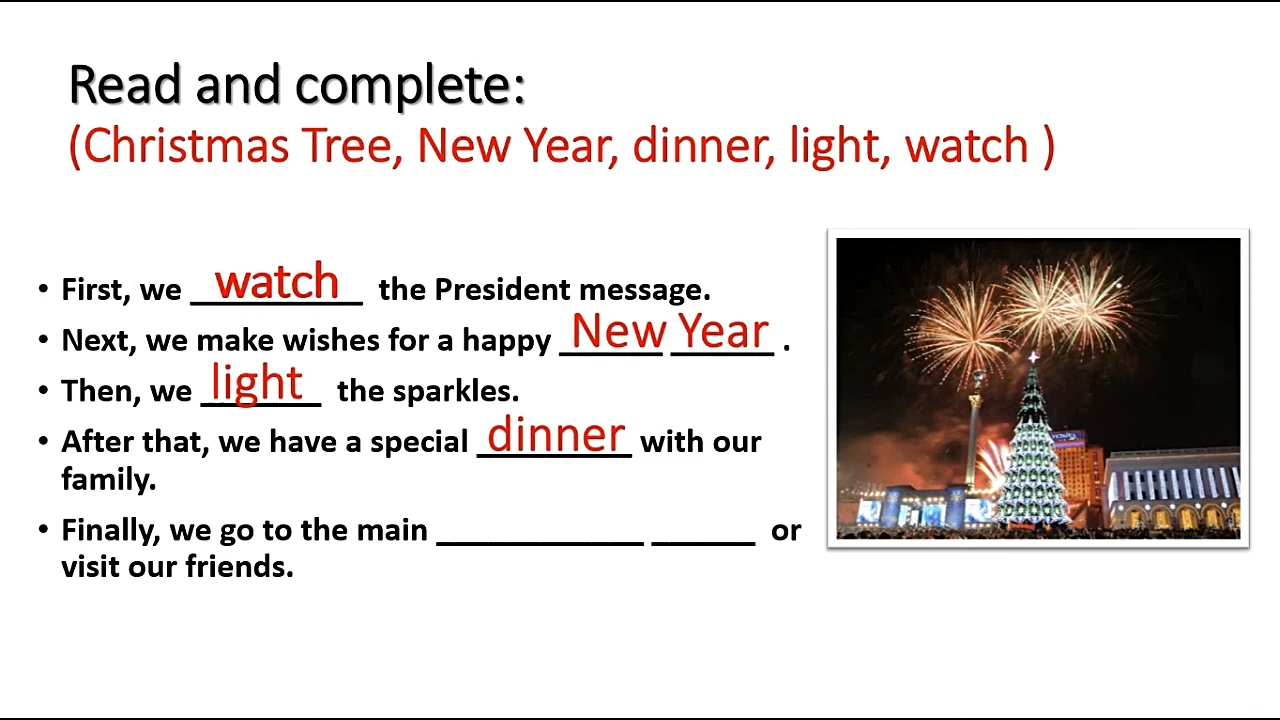 Read and complete:
(Christmas Tree, New Year, dinner, light, watch )
• First, we watch the President message.
• Next, we make wishes for a happy New Year .
• Then, we light the sparkles.
• After that, we have a special dinner with our
family.
• Finally, we go to the main ____________ ______ or
visit our friends.